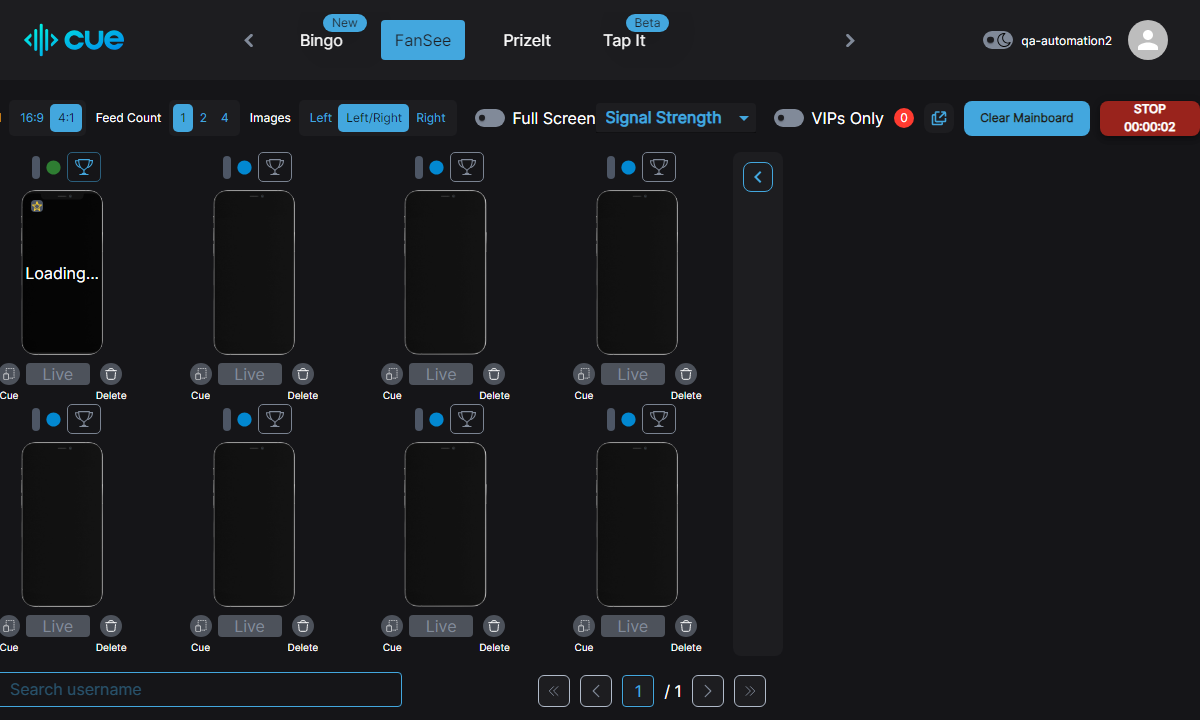 cue
New
Bingo
FanSee
PrizeIt
Beta
Tap It
qa-automation2
16:9 4:1 Feed Count 1 2 4 Images Left Left/Right Right Full Screen Signal Strength VIPs Only 0 Clear Mainboard STOP
00:00:02
Loading...
Live Live Live Live
Cue Delete Cue Delete Cue Delete Cue Delete
Live Live Live Live
Cue Delete Cue Delete Cue Delete Cue Delete
Search username
1 / 1